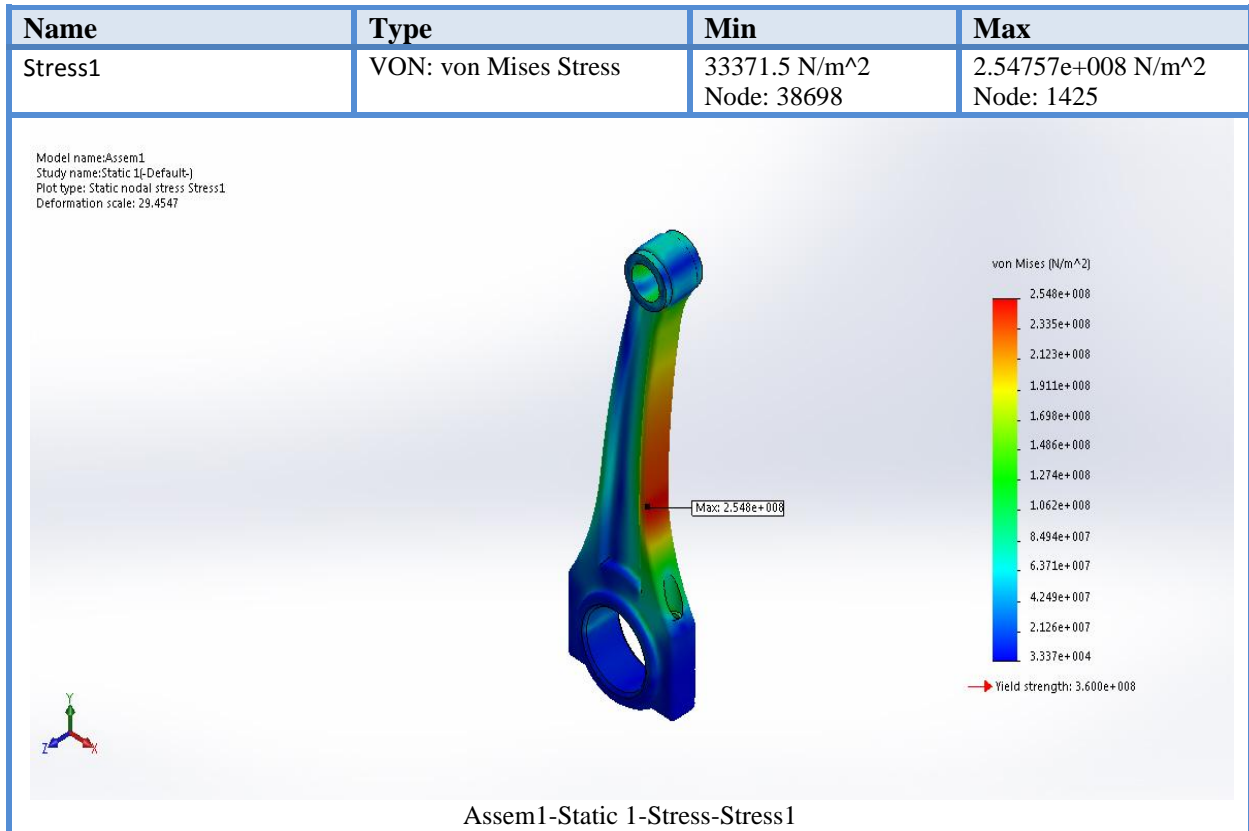 Name Type Min Max
Stress1 VON: von Mises Stress 33371.5 N/m^2 2.54757e+008 N/m^2
Node: 38698 Node: 1425
Model name:Assem1
Study name:Static 1(-Default-)
Plot type: Static nodal stress Stress1
Deformation scale: 29.4547
von Mises (N/m^2)
2.548e+008
2.335e+008
2.123e+008
1.911e+008
1.698e+008
1.486e+008
1.274e+008
1.062e+008
8.494e+007
6.371e+007
4.249e+007
2.126e+007
3.337e+004
Yield strength: 3.600e+008
Max: 2.548e+008
Y
Z X
Assem1-Static 1-Stress-Stress1